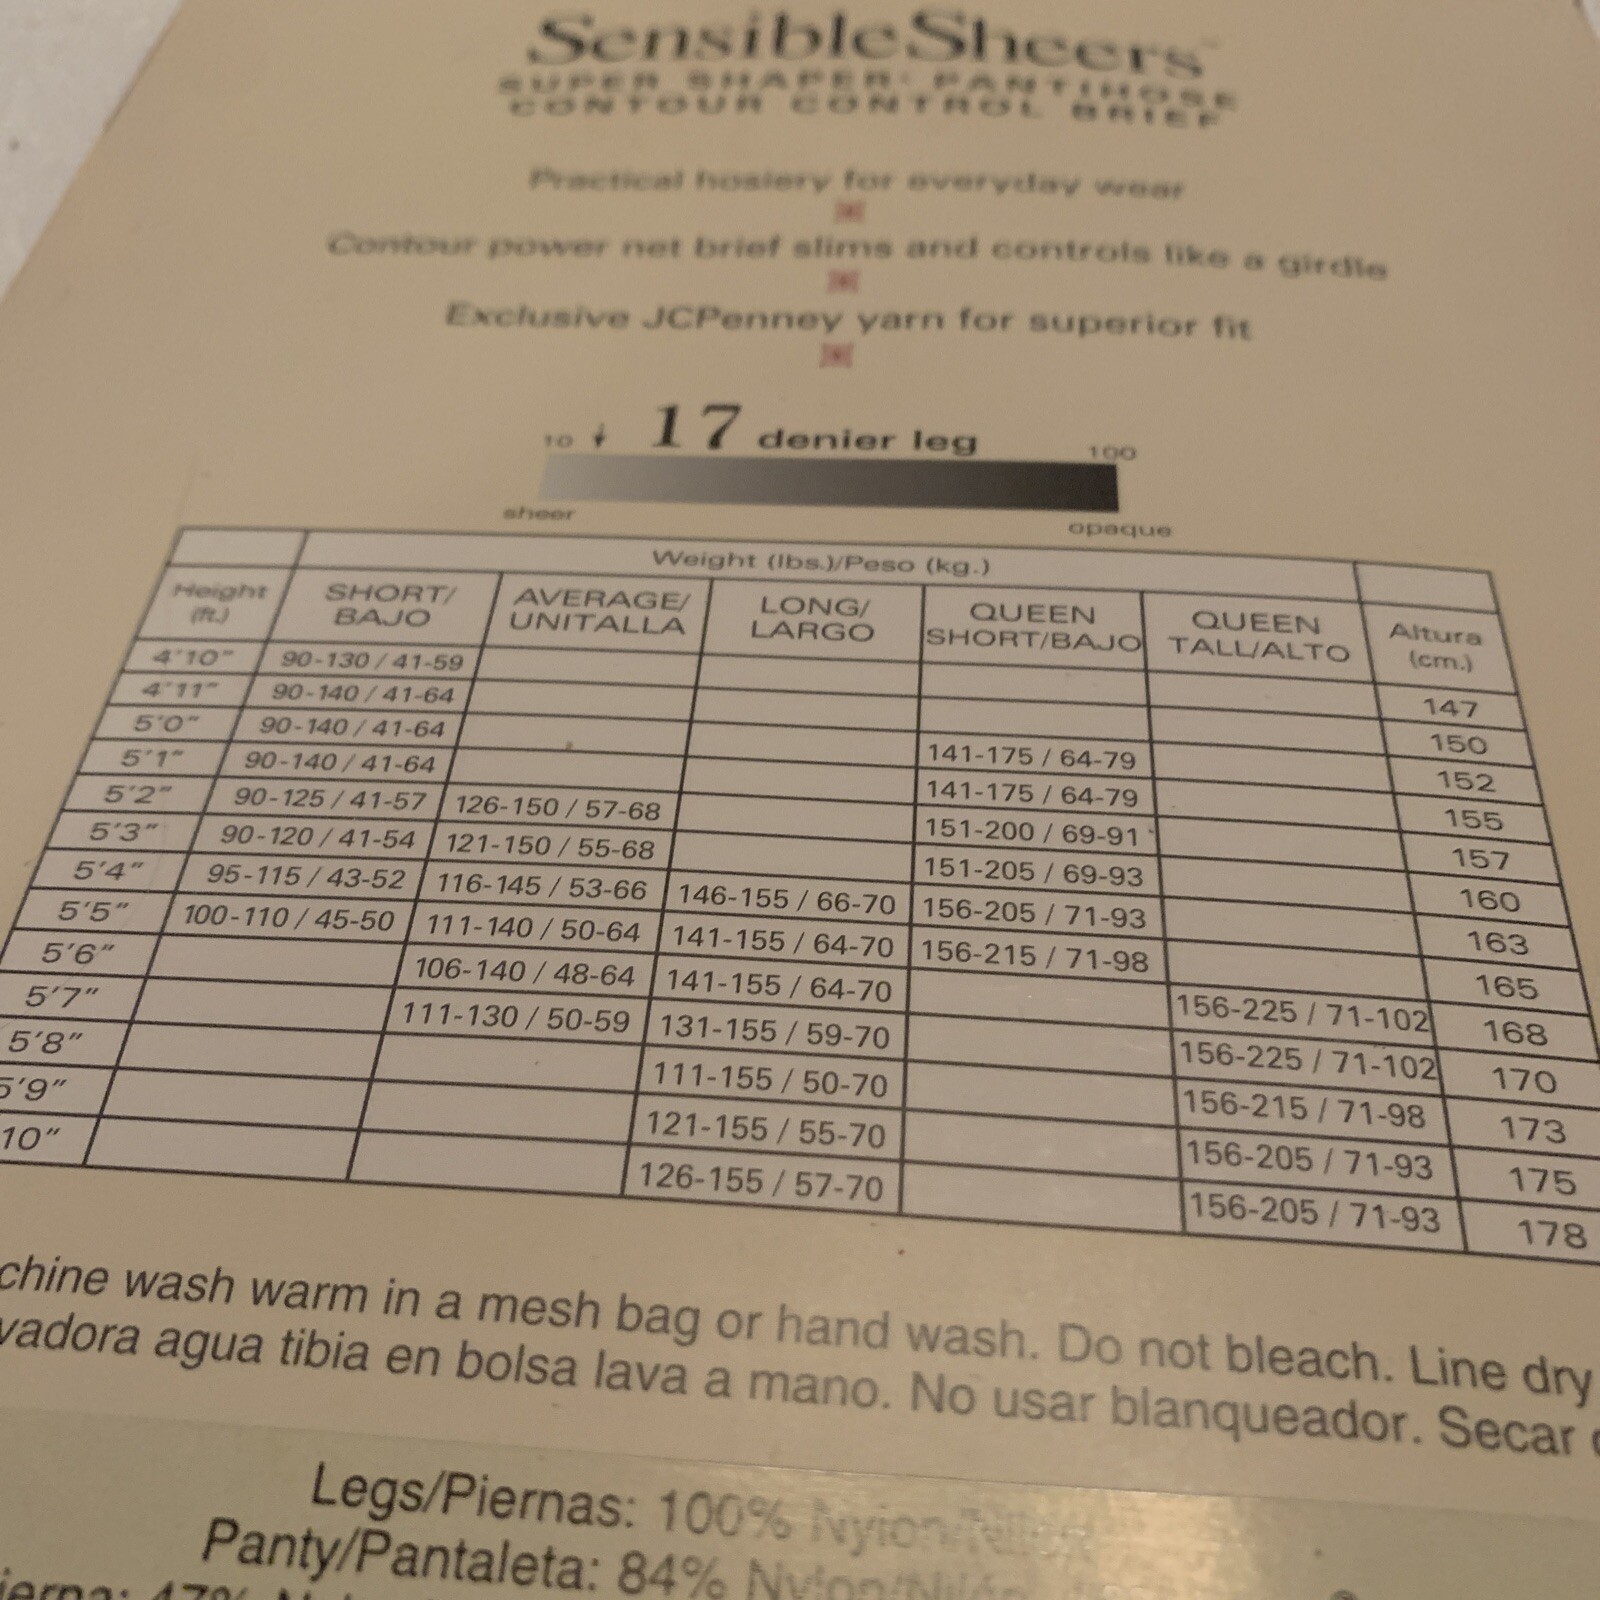 SensibleSheers™
SUPER SHAPER· PANTIHOSE
CONTOUR CONTROL BRIEF
Practical hosiery for everyday wear
Contour power net brief slims and controls like a girdle
Exclusive JCPenney yarn for superior fit
10 17 denier leg 100
sheer opaque
Weight (lbs.)/Peso (kg.)
Height (ft.) SHORT/BAJO AVERAGE/UNITALLA LONG/LARGO QUEEN SHORT/BAJO QUEEN TALL/ALTO Altura (cm.)
4'10" 90-130 / 41-59 147
4'11" 90-140 / 41-64 150
5'0" 90-140 / 41-64 141-175 / 64-79 152
5'1" 90-140 / 41-64 141-175 / 64-79 155
5'2" 90-125 / 41-57 126-150 / 57-68 151-200 / 69-91 157
5'3" 90-120 / 41-54 121-150 / 55-68 151-205 / 69-93 160
5'4" 95-115 / 43-52 116-145 / 53-66 146-155 / 66-70 156-205 / 71-93 163
5'5" 100-110 / 45-50 111-140 / 50-64 141-155 / 64-70 156-215 / 71-98 165
5'6" 106-140 / 48-64 141-155 / 64-70 156-225 / 71-102 168
5'7" 111-130 / 50-59 131-155 / 59-70 156-225 / 71-102 170
5'8" 111-155 / 50-70 156-215 / 71-98 173
5'9" 121-155 / 55-70 156-205 / 71-93 175
10" 126-155 / 57-70 156-205 / 71-93 178
chine wash warm in a mesh bag or hand wash. Do not bleach. Line dry
vadora agua tibia en bolsa lava a mano. No usar blanqueador. Secar
Legs/Piernas: 100% Nylon/Nilón
Panty/Pantaleta: 84% Nylon/Nilón
ierna: 47%